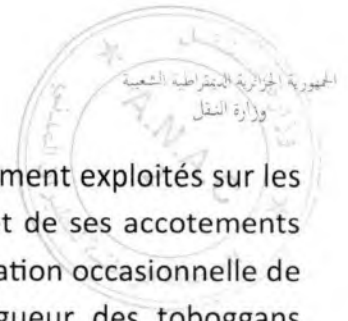 الجمهورية الجزائرية الديمقراطية الشعبية
وزارة النقل
A.N.A.C
ment exploités sur les
et de ses accotements
ation occasionnelle de
gueur des toboggans